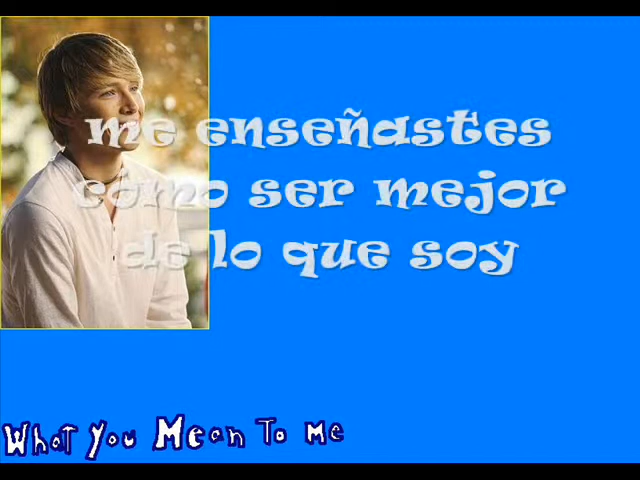 me enseñastes
como ser mejor
de lo que soy
What You Mean To Me